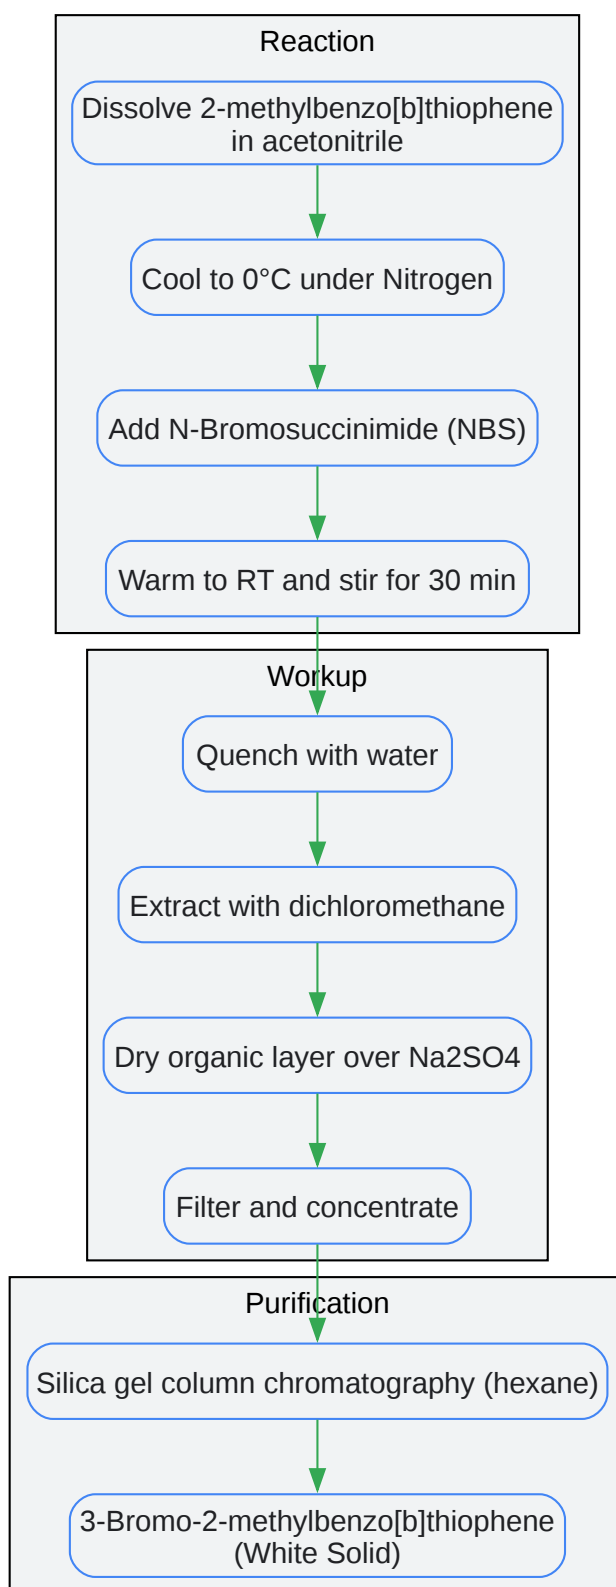 Reaction
Dissolve 2-methylbenzo[b]thiophene
in acetonitrile
Cool to 0°C under Nitrogen
Add N-Bromosuccinimide (NBS)
Warm to RT and stir for 30 min
Workup
Quench with water
Extract with dichloromethane
Dry organic layer over Na2SO4
Filter and concentrate
Purification
Silica gel column chromatography (hexane)
3-Bromo-2-methylbenzo[b]thiophene
(White Solid)